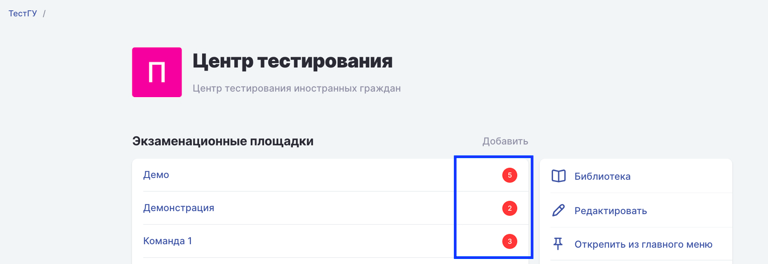 ТестГУ /
П
Центр тестирования
Центр тестирования иностранных граждан
Экзаменационные площадки Добавить
Демо 5
Демонстрация 2
Команда 1 3
Библиотека
Редактировать
Открепить из главного меню